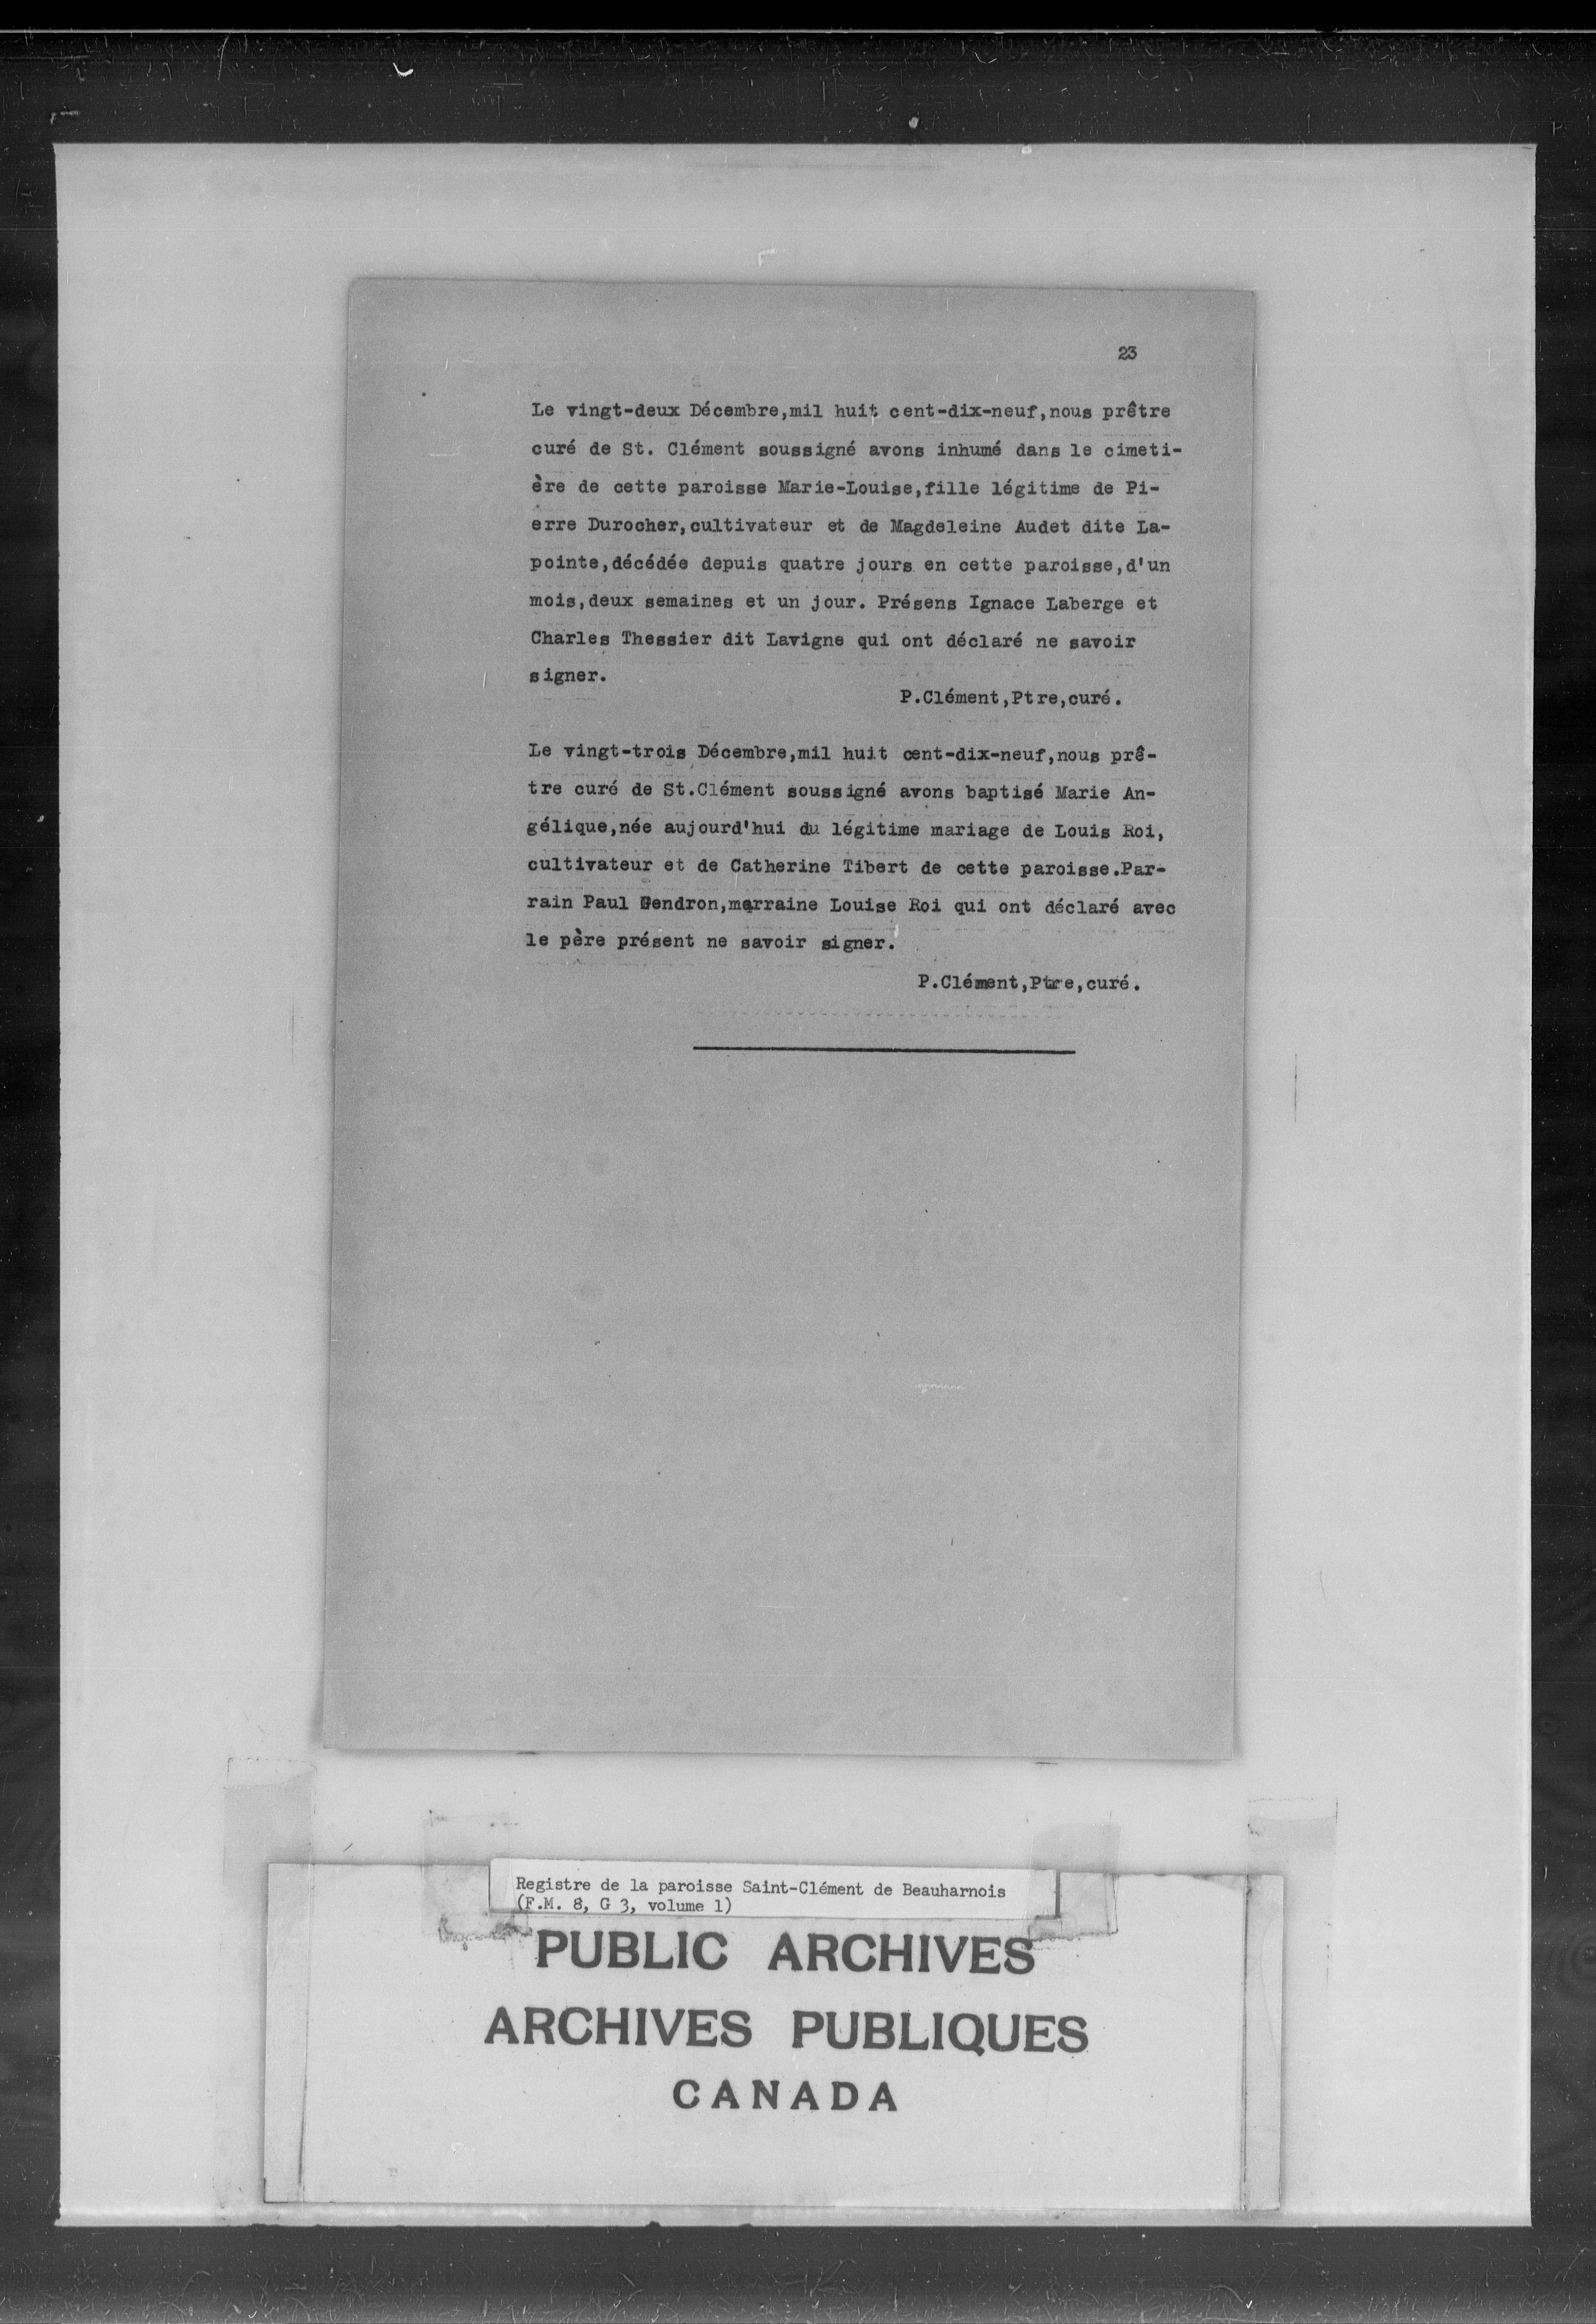 23
Le vingt-deux Décembre,mil huit cent-dix-neuf,nous prêtre
curé de St. Clément soussigné avons inhumé dans le cimeti-
ère de cette paroisse Marie-Louise,fille légitime de Pi-
erre Durocher,cultivateur et de Magdeleine Audet dite La-
pointe,décédée depuis quatre jours en cette paroisse,d'un
mois,deux semaines et un jour. Présens Ignace Laberge et
Charles Thessier dit Lavigne qui ont déclaré ne savoir
signer.
P.Clément,Ptre,curé.
Le vingt-trois Décembre,mil huit cent-dix-neuf,nous prê-
tre curé de St.Clément soussigné avons baptisé Marie An-
gélique,née aujourd'hui du légitime mariage de Louis Roi,
cultivateur et de Catherine Tibert de cette paroisse.Par-
rain Paul Gendron,marraine Louise Roi qui ont déclaré avec
le père présent ne savoir signer.
P.Clément,Ptre,curé.
Registre de la paroisse Saint-Clément de Beauharnois
(F.M. 8, G 3, volume 1)
PUBLIC ARCHIVES
ARCHIVES PUBLIQUES
CANADA